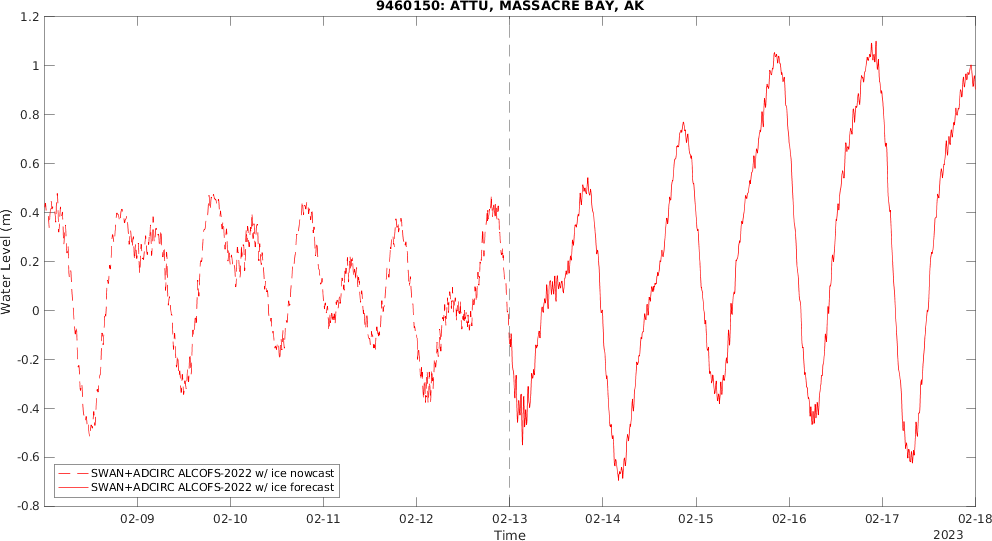 9460150: ATTU, MASSACRE BAY, AK
1.2
1
0.8
0.6
0.4
0.2
0
-0.2
-0.4
-0.6
-0.8
Water Level (m)
SWAN+ADCIRC ALCOFS-2022 w/ ice nowcast
SWAN+ADCIRC ALCOFS-2022 w/ ice forecast
02-09 02-10 02-11 02-12 02-13 02-14 02-15 02-16 02-17 02-18
Time
2023